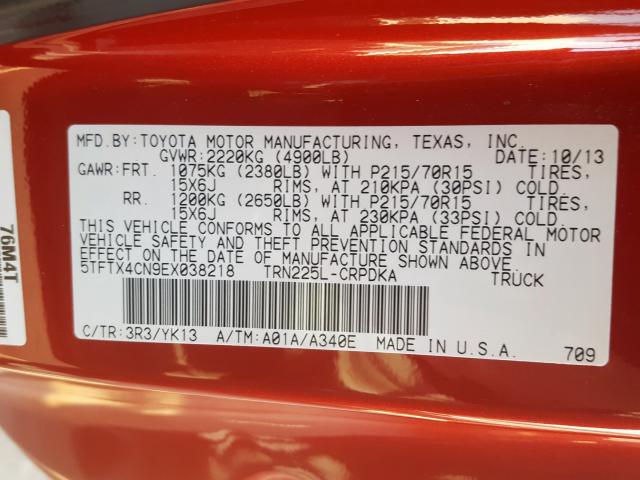 MFD.BY:TOYOTA MOTOR MANUFACTURING, TEXAS, INC.
GVWR:2220KG (4900LB) DATE:10/13
GAWR:FRT. 1075KG (2380LB) WITH P215/70R15 TIRES,
15X6J RIMS, AT 210KPA (30PSI) COLD.
RR. 1200KG (2650LB) WITH P215/70R15 TIRES,
15X6J RIMS, AT 230KPA (33PSI) COLD.
THIS VEHICLE CONFORMS TO ALL APPLICABLE FEDERAL MOTOR
VEHICLE SAFETY AND THEFT PREVENTION STANDARDS IN
EFFECT ON THE DATE OF MANUFACTURE SHOWN ABOVE.
5TFTX4CN9EX038218 TRN225L-CRPDKA TRUCK
C/TR:3R3/YK13 A/TM:A01A/A340E MADE IN U.S.A. 709
76M4T